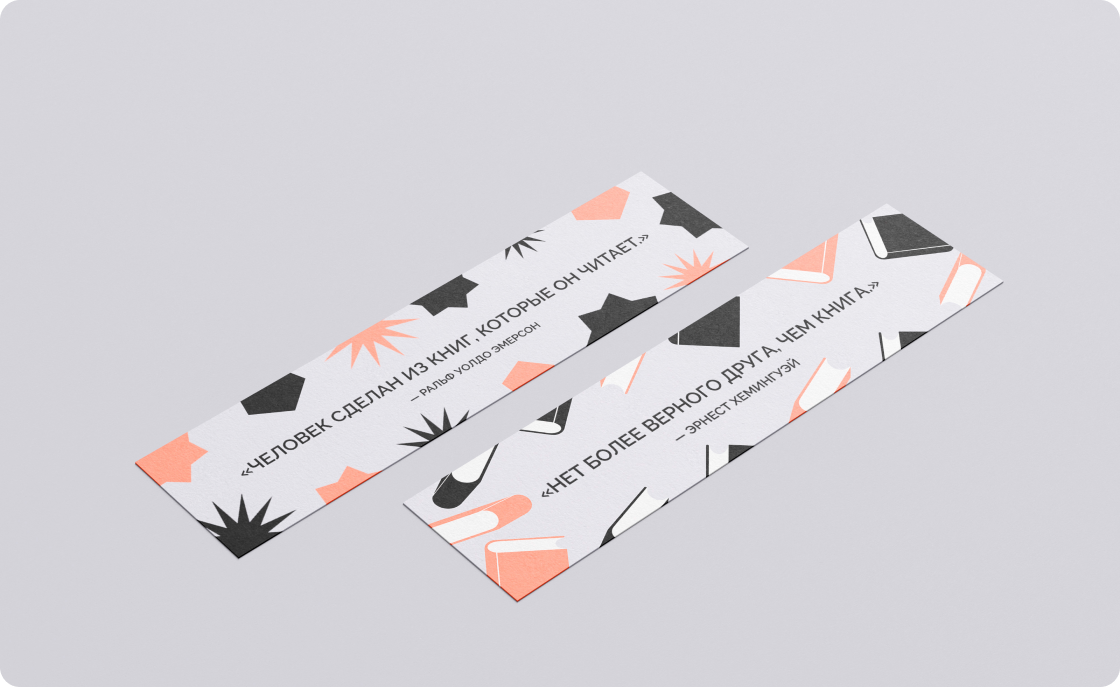 «ЧЕЛОВЕК СДЕЛАН ИЗ КНИГ, КОТОРЫЕ ОН ЧИТАЕТ.»
— РАЛЬФ УОЛДО ЭМЕРСОН
«НЕТ БОЛЕЕ ВЕРНОГО ДРУГА, ЧЕМ КНИГА.»
— ЭРНЕСТ ХЕМИНГУЭЙ